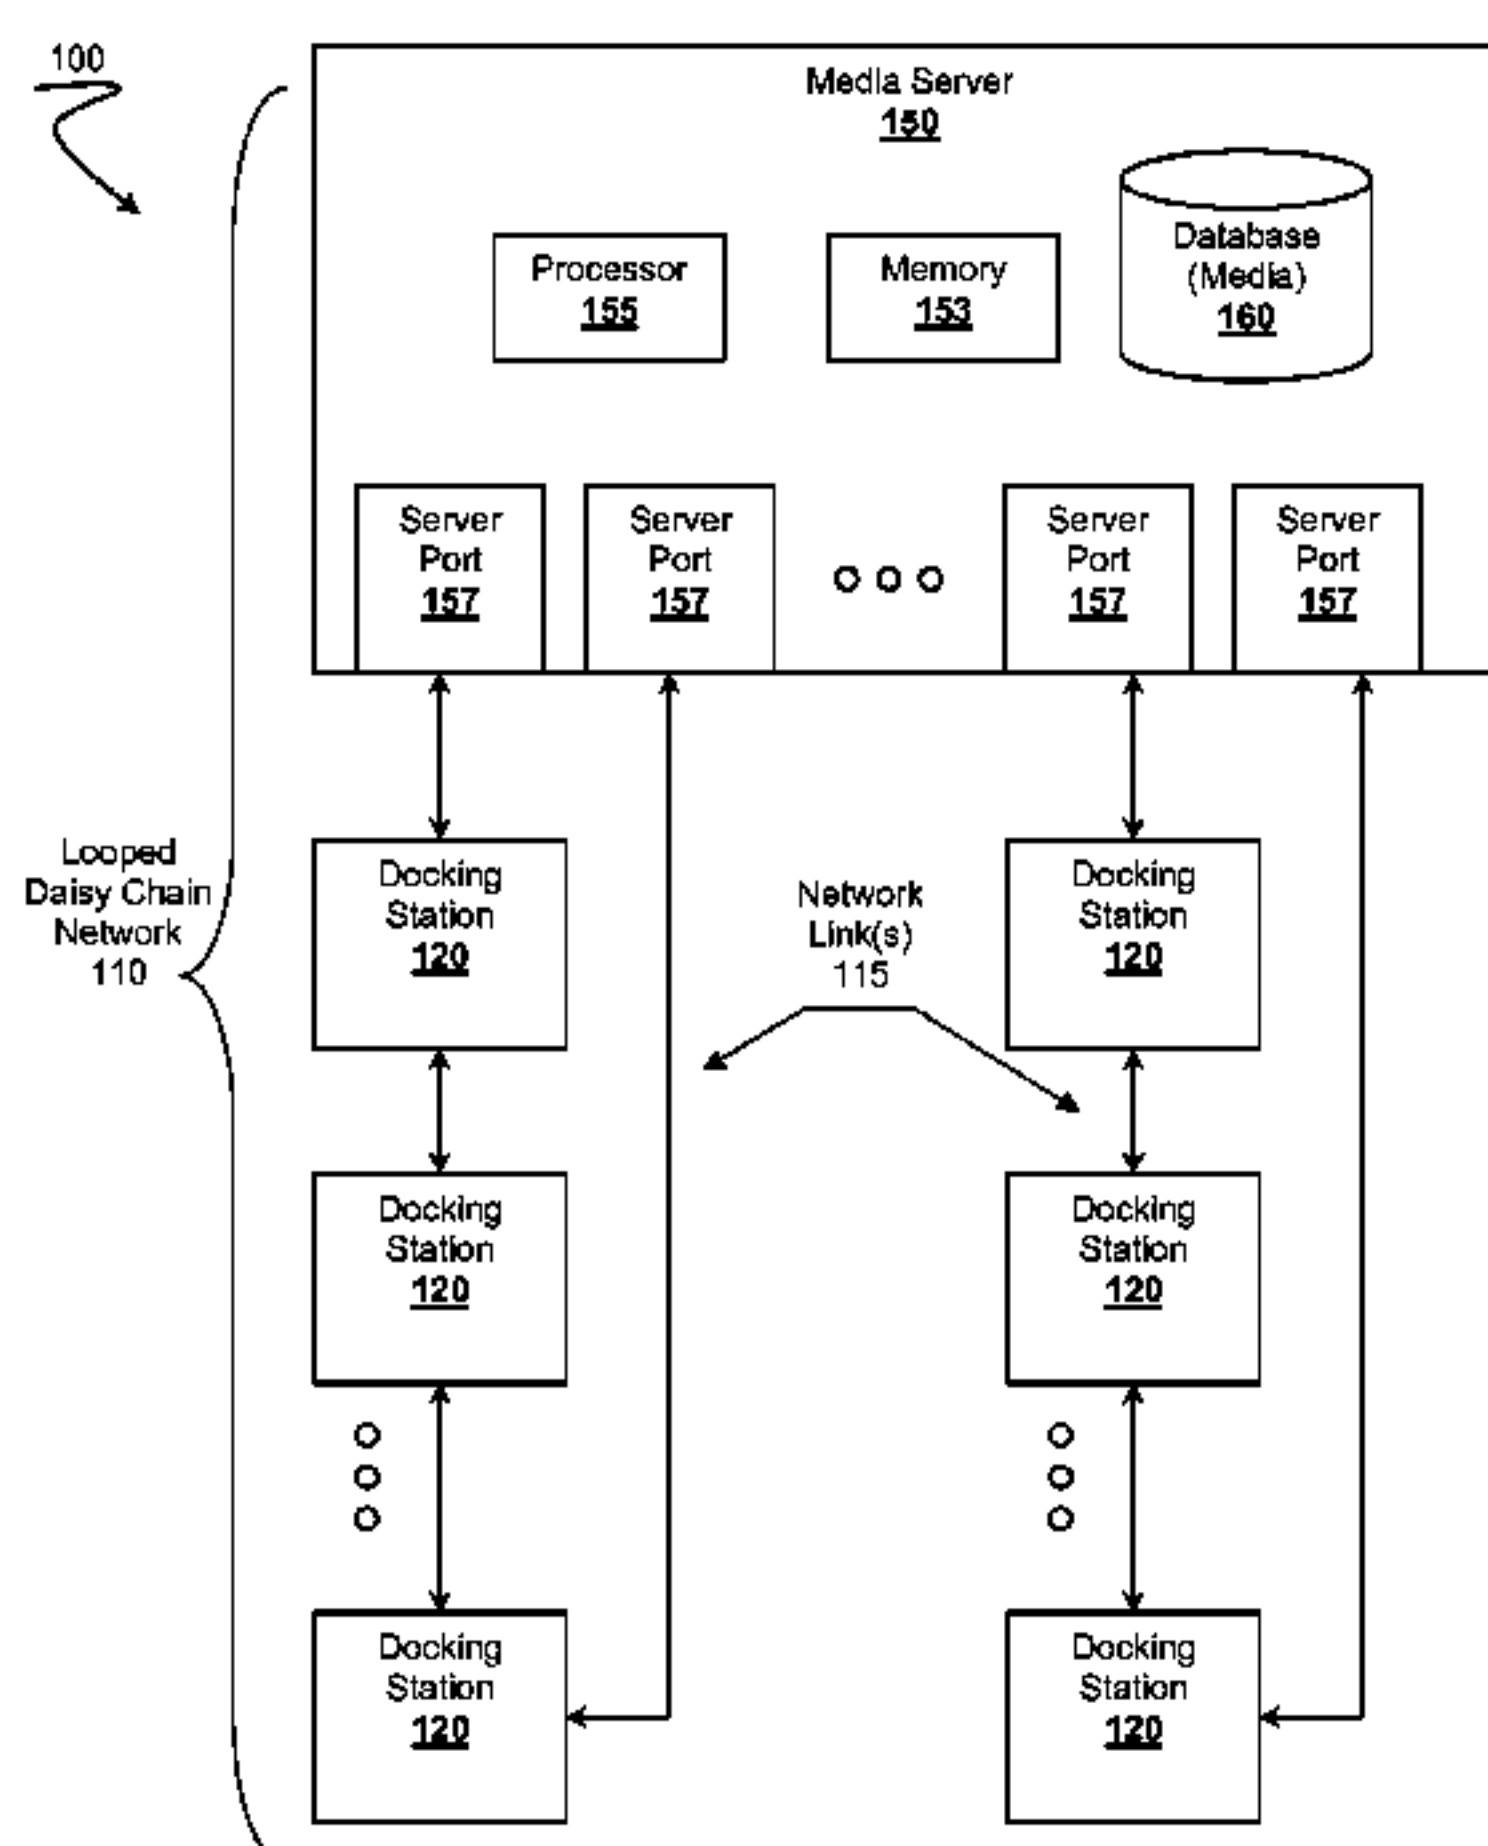 100
Media Server
150
Database
(Media)
160
Processor
155
Memory
153
Server
Port
157
Server
Port
157
Server
Port
157
Server
Port
157
Looped
Daisy Chain
Network
110
Docking
Station
120
Network
Link(s)
115
Docking
Station
120
Docking
Station
120
Docking
Station
120
Docking
Station
120
Docking
Station
120